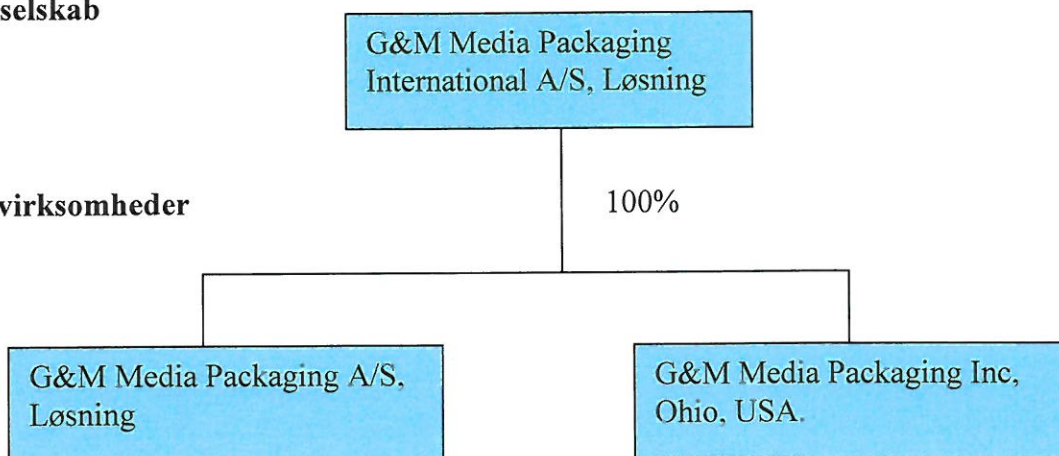 selskab
G&M Media Packaging
International A/S, Løsning
virksomheder
100%
G&M Media Packaging A/S,
Løsning
G&M Media Packaging Inc,
Ohio, USA.